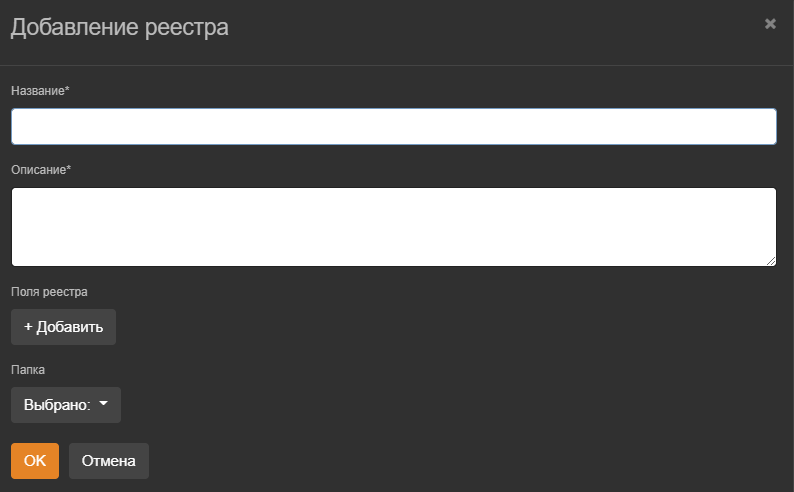 Добавление реестра
Название*
Описание*
Поля реестра
+ Добавить
Папка
Выбрано:
OK Отмена